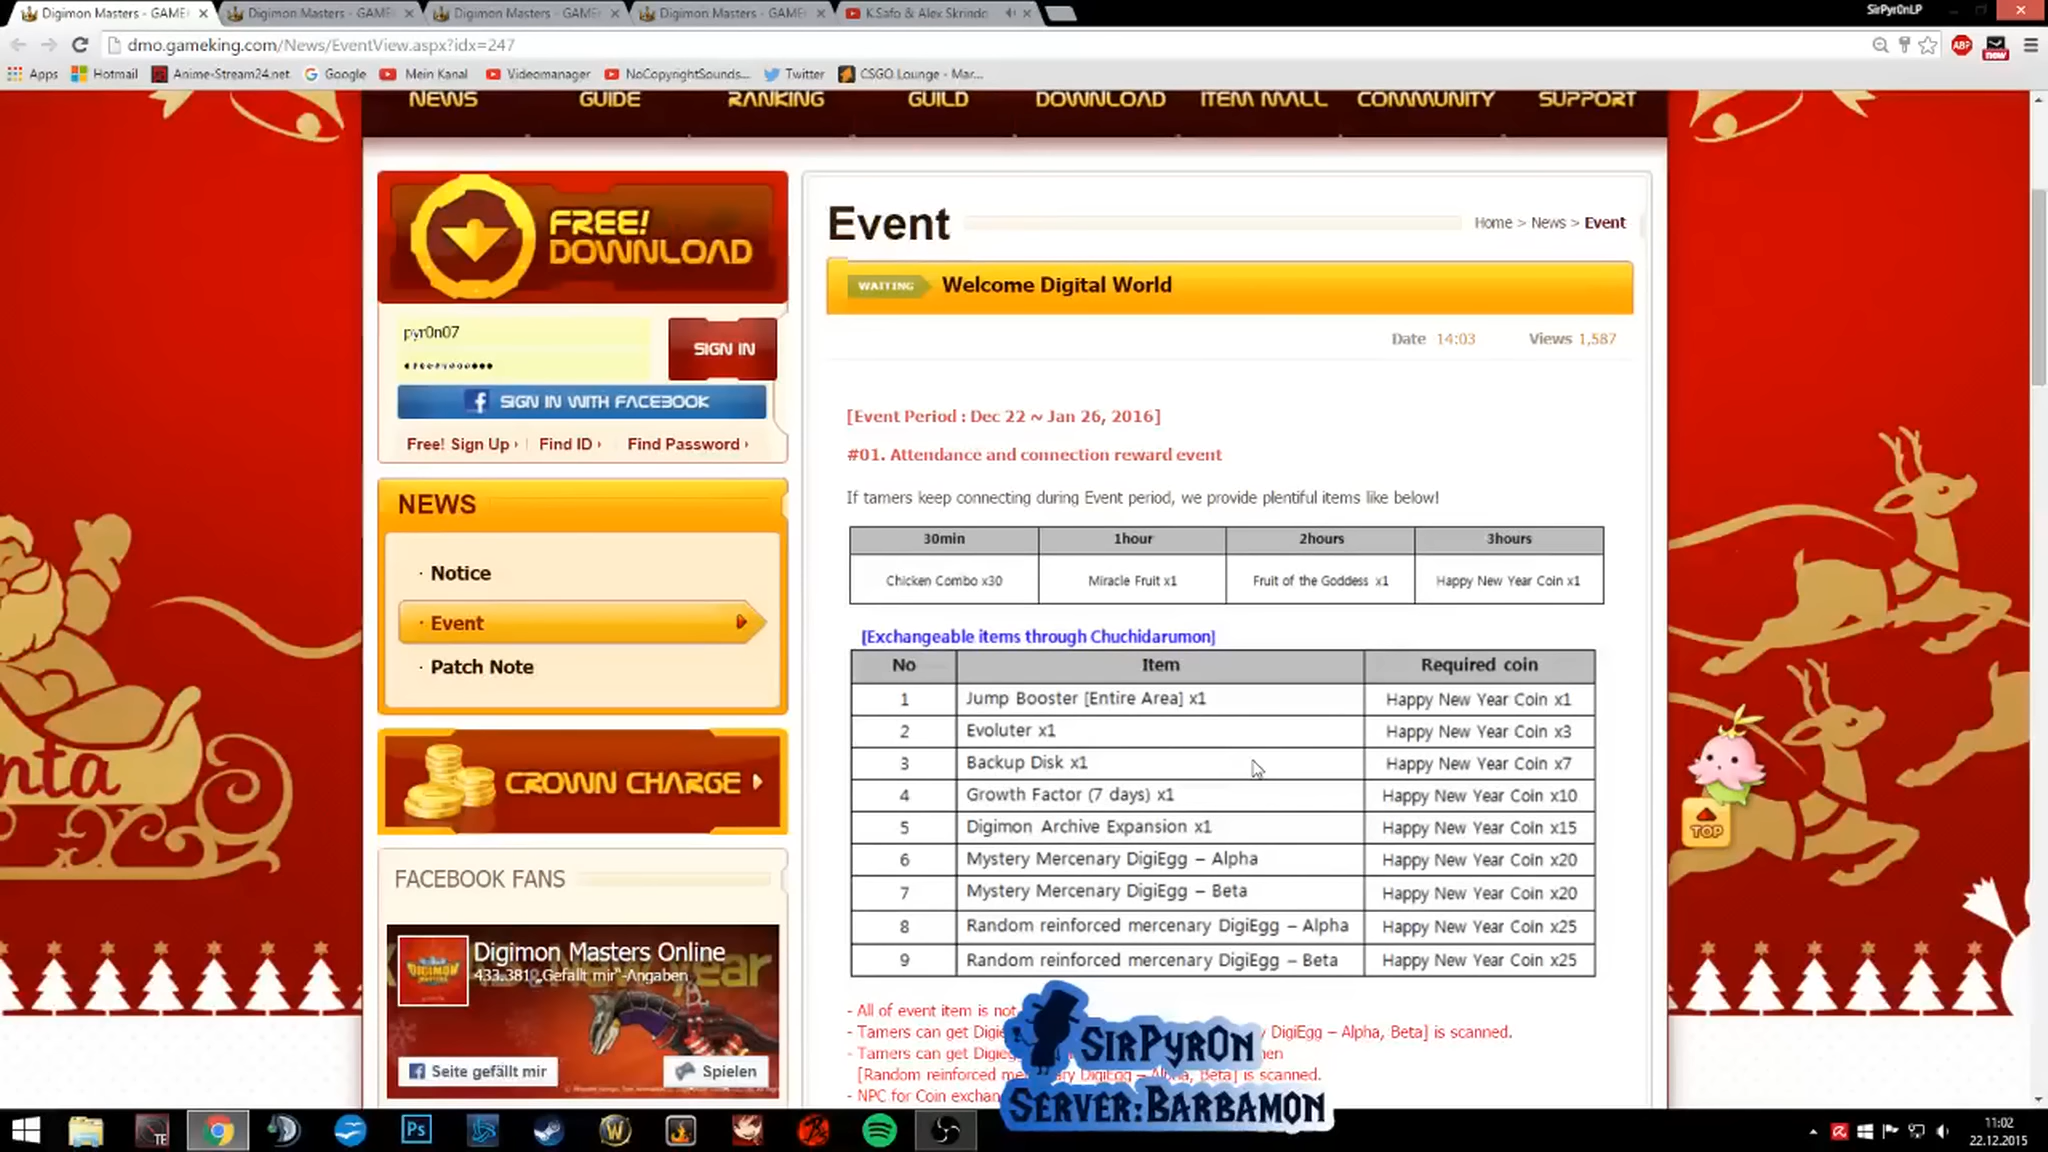 Digimon Masters - GAME
Digimon Masters - GAME
Digimon Masters - GAME
Digimon Masters - GAME
K.Safo & Alex Skrindo
SirPyr0nLP
dmo.gameking.com/News/EventView.aspx?idx=247
ABP
new
Apps
Hotmail
Anime-Stream24.net
Google
Mein Kanal
Videomanager
NoCopyrightSounds...
Twitter
CSGO Lounge - Mar...
NEWS
GUIDE
RANKING
GUILD
DOWNLOAD
ITEM MALL
COMMUNITY
SUPPORT
FREE!
DOWNLOAD
pyr0n07
SIGN IN
SIGN IN WITH FACEBOOK
Free! Sign Up
Find ID
Find Password
NEWS
· Notice
· Event
· Patch Note
CROWN CHARGE
FACEBOOK FANS
Digimon Masters Online
433.381 „Gefällt mir“-Angaben
DIGIMON
Seite gefällt mir
Spielen
Event
Home > News > Event
WAITING
Welcome Digital World
Date 14:03
Views 1,587
[Event Period : Dec 22 ~ Jan 26, 2016]
#01. Attendance and connection reward event
If tamers keep connecting during Event period, we provide plentiful items like below!
30min 1hour 2hours 3hours
Chicken Combo x30 Miracle Fruit x1 Fruit of the Goddess x1 Happy New Year Coin x1
[Exchangeable items through Chuchidarumon]
No Item Required coin
1 Jump Booster [Entire Area] x1 Happy New Year Coin x1
2 Evoluter x1 Happy New Year Coin x3
3 Backup Disk x1 Happy New Year Coin x7
4 Growth Factor (7 days) x1 Happy New Year Coin x10
5 Digimon Archive Expansion x1 Happy New Year Coin x15
6 Mystery Mercenary DigiEgg – Alpha Happy New Year Coin x20
7 Mystery Mercenary DigiEgg – Beta Happy New Year Coin x20
8 Random reinforced mercenary DigiEgg – Alpha Happy New Year Coin x25
9 Random reinforced mercenary DigiEgg – Beta Happy New Year Coin x25
- All of event item is not
- Tamers can get DigiEgg – Alpha, Beta] is scanned.
- Tamers can get
[Random reinforced DigiEgg – Alpha, Beta] is scanned.
- NPC for Coin
SirPyr0n
Server:Barbamon
nta
TOP
TE
Ps
11:02
22.12.2015